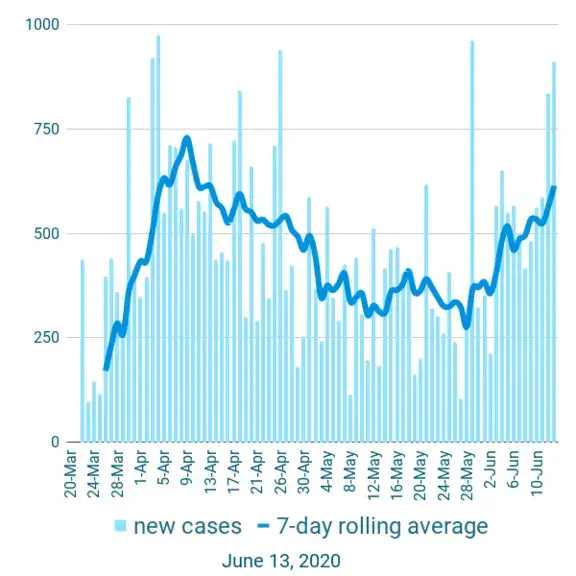 1000
750
500
250
0
20-Mar
24-Mar
28-Mar
1-Apr
5-Apr
9-Apr
13-Apr
17-Apr
21-Apr
26-Apr
30-Apr
4-May
8-May
12-May
16-May
20-May
24-May
28-May
2-Jun
6-Jun
10-Jun
new cases 7-day rolling average
June 13, 2020